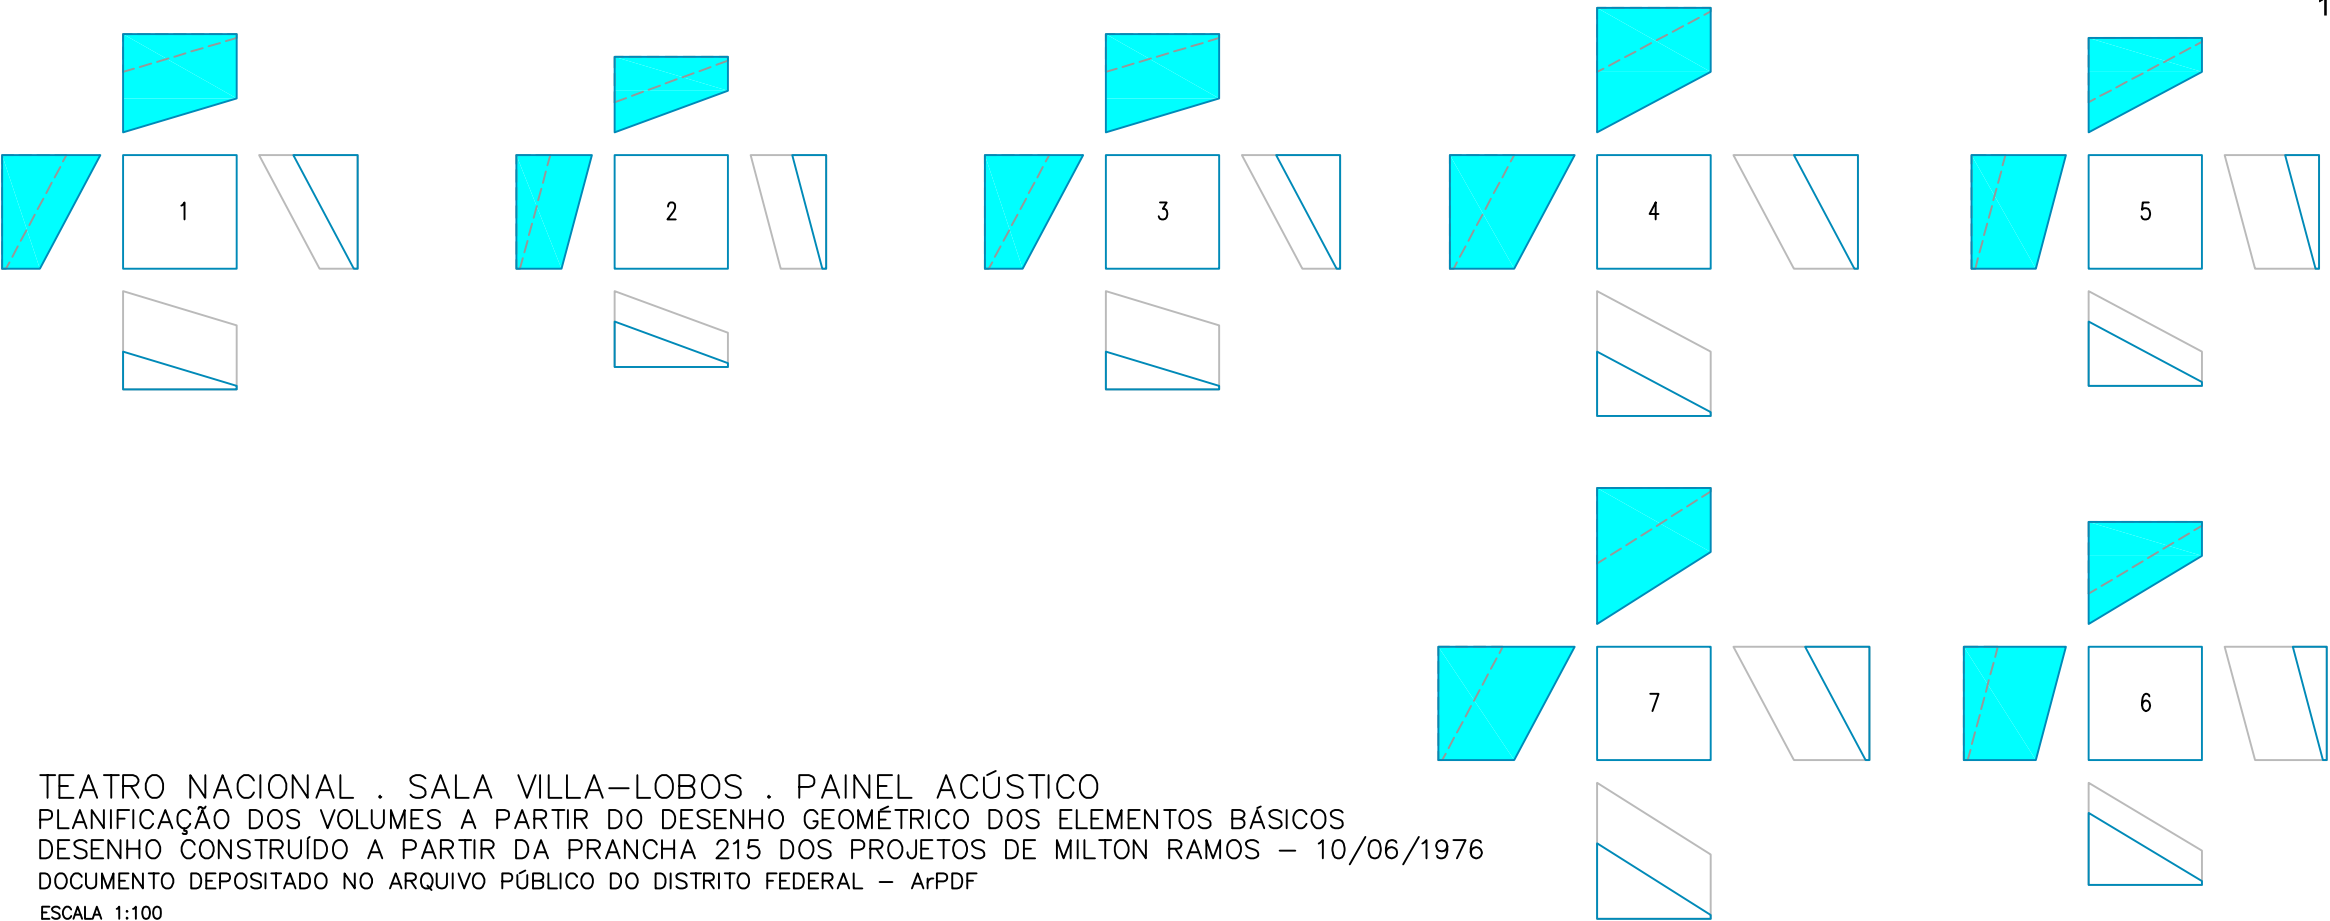 1
1
2
3
4
5
7
6
TEATRO NACIONAL . SALA VILLA-LOBOS . PAINEL ACÚSTICO
PLANIFICAÇÃO DOS VOLUMES A PARTIR DO DESENHO GEOMÉTRICO DOS ELEMENTOS BÁSICOS
DESENHO CONSTRUÍDO A PARTIR DA PRANCHA 215 DOS PROJETOS DE MILTON RAMOS – 10/06/1976
DOCUMENTO DEPOSITADO NO ARQUIVO PÚBLICO DO DISTRITO FEDERAL – ArPDF
ESCALA 1:100